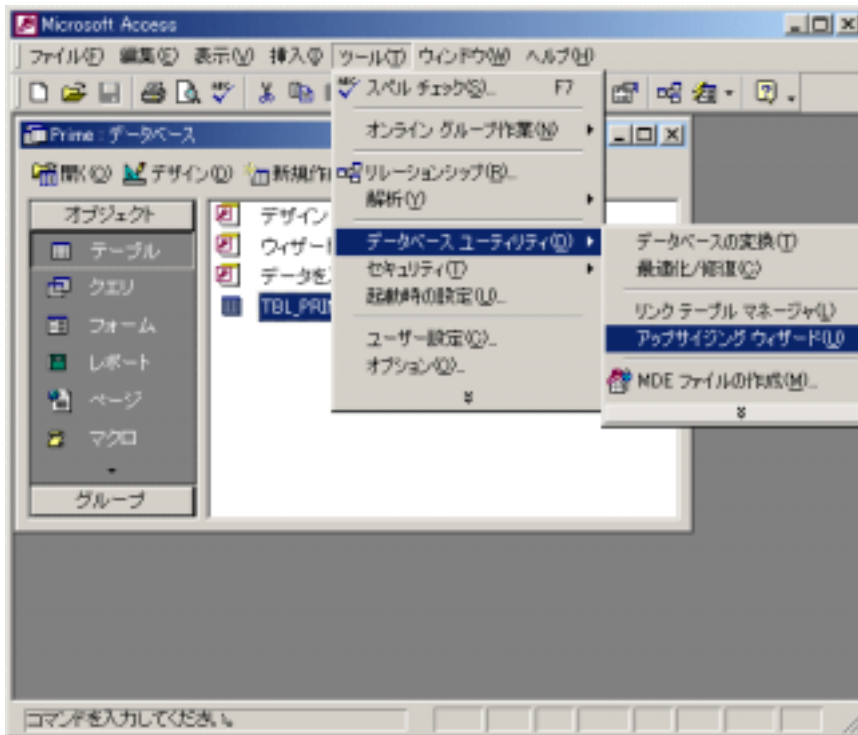 Microsoft Access
ファイル(F) 編集(E) 表示(V) 挿入(I) ツール(T) ウィンドウ(W) ヘルプ(H)
スペル チェック(S)... F7
オンライン グループ作業(N)
リレーションシップ(R)...
解析(Y)
データベース ユーティリティ(D)
セキュリティ(T)
起動時の設定(U)...
ユーザー設定(C)...
オプション(O)...
データベースの変換(T)
最適化/修復(C)
リンク テーブル マネージャ(L)
アップサイジング ウィザード(U)
MDE ファイルの作成(M)...
Prime : データベース
開く(O) デザイン(D) 新規作
オブジェクト
テーブル
クエリ
フォーム
レポート
ページ
マクロ
グループ
デザイン
ウィザー
データを
TBL_PRI
コマンドを入力してください。